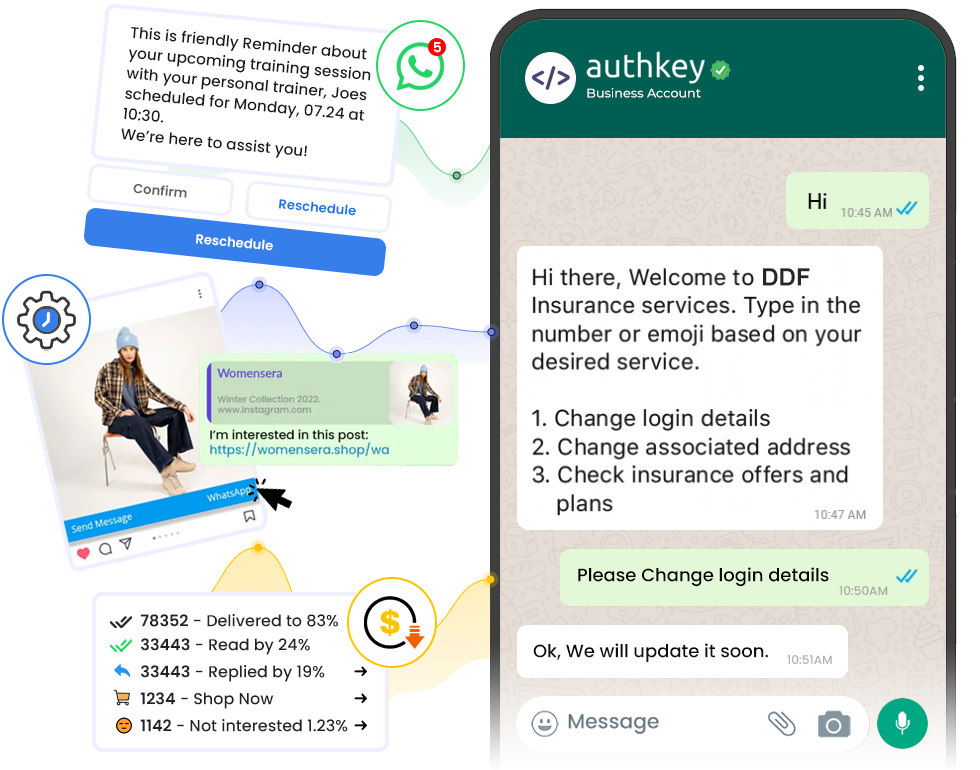 This is friendly Reminder about
your upcoming training session
with your personal trainer, Joes
scheduled for Monday, 07.24 at
10:30.
We're here to assist you!
5
Confirm
Reschedule
Reschedule
Womensera
Winter Collection 2022.
www.instagram.com
I'm interested in this post:
https://womensera.shop/wa
Send Message
WhatsApp
78352 - Delivered to 83%
33443 - Read by 24%
33443 - Replied by 19%
1234 - Shop Now
1142 - Not interested 1.23%
$
</> authkey
Business Account
Hi
10:45 AM
Hi there, Welcome to DDF
Insurance services. Type in the
number or emoji based on your
desired service.
1. Change login details
2. Change associated address
3. Check insurance offers and
plans
10:47 AM
Please Change login details
10:50AM
Ok, We will update it soon.
10:51AM
Message